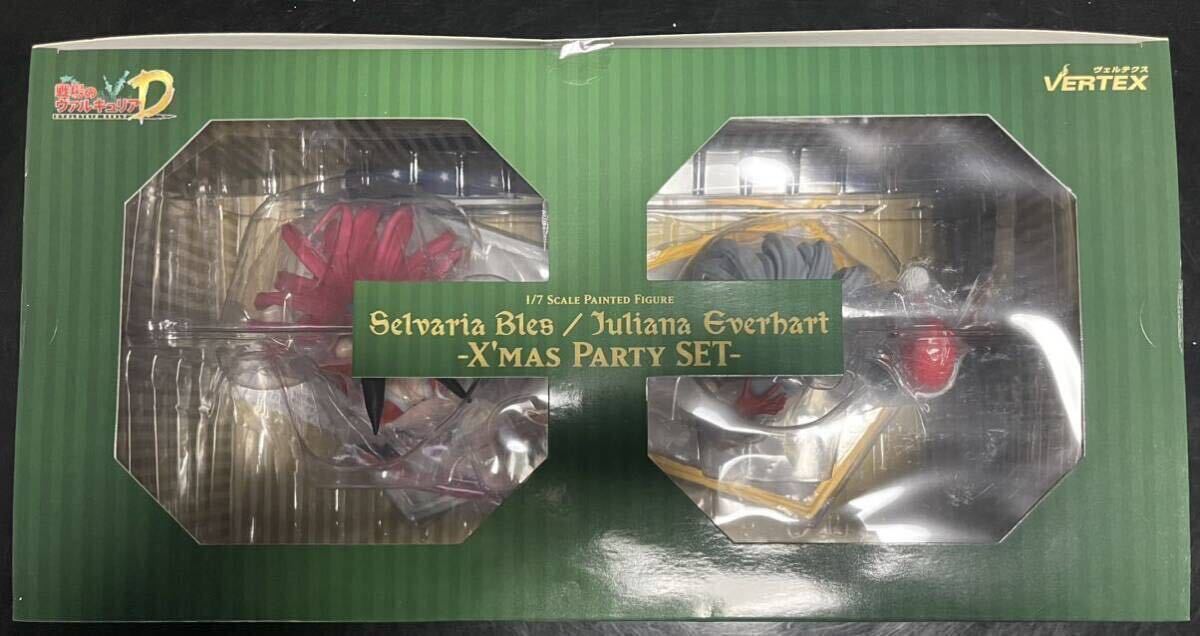 戦場の
ヴァルキュリア D
ヴェルテクス
VERTEX
1/7 SCALE PAINTED FIGURE
Selvaria Bles / Juliana Everhart
-X'MAS PARTY SET-